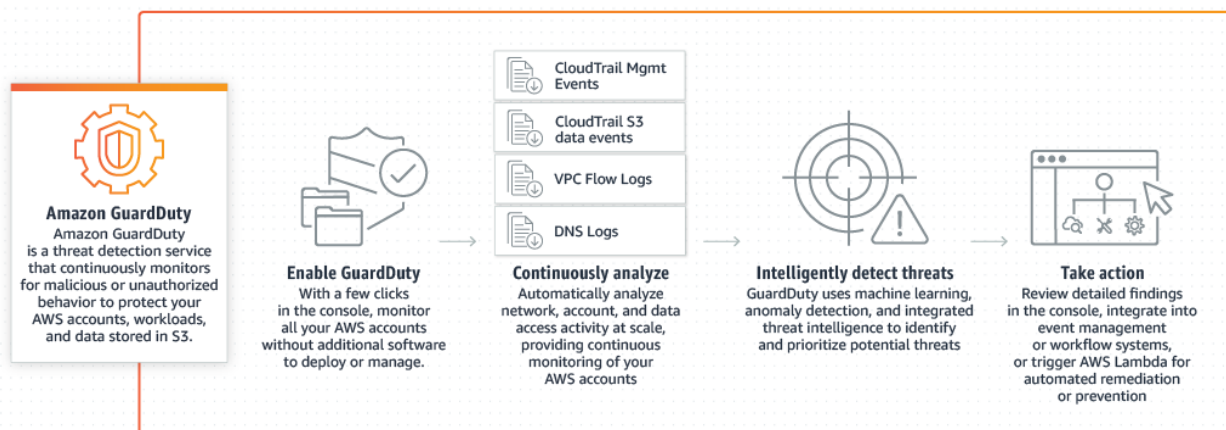 Amazon GuardDuty
Amazon GuardDuty
is a threat detection service
that continuously monitors
for malicious or unauthorized
behavior to protect your
AWS accounts, workloads,
and data stored in S3.
Enable GuardDuty
With a few clicks
in the console, monitor
all your AWS accounts
without additional software
to deploy or manage.
CloudTrail Mgmt
Events
CloudTrail S3
data events
VPC Flow Logs
DNS Logs
Continuously analyze
Automatically analyze
network, account, and data
access activity at scale,
providing continuous
monitoring of your
AWS accounts
Intelligently detect threats
GuardDuty uses machine learning,
anomaly detection, and integrated
threat intelligence to identify
and prioritize potential threats
Take action
Review detailed findings
in the console, integrate into
event management
or workflow systems,
or trigger AWS Lambda for
automated remediation
or prevention